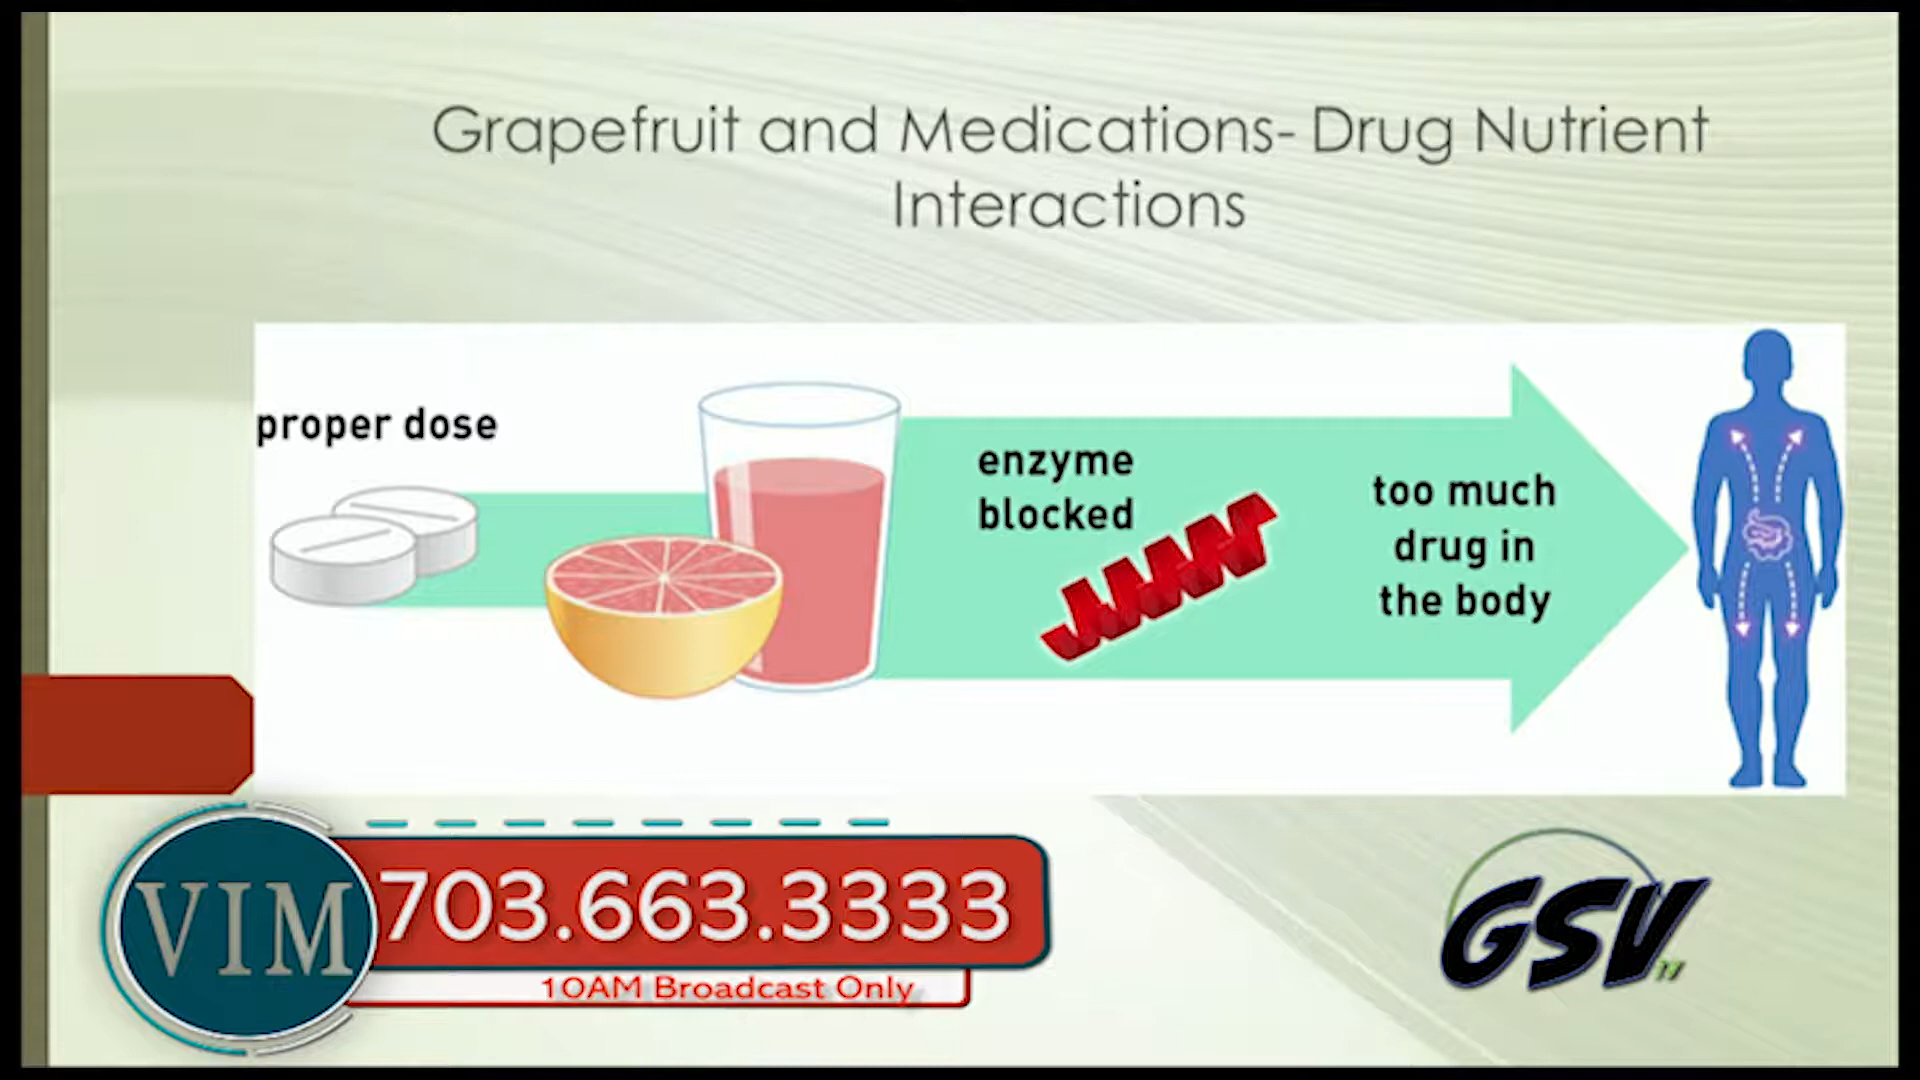 Grapefruit and Medications- Drug Nutrient
Interactions
proper dose
enzyme
blocked
too much
drug in
the body
VIM
703.663.3333
10AM Broadcast Only
GSV
TV